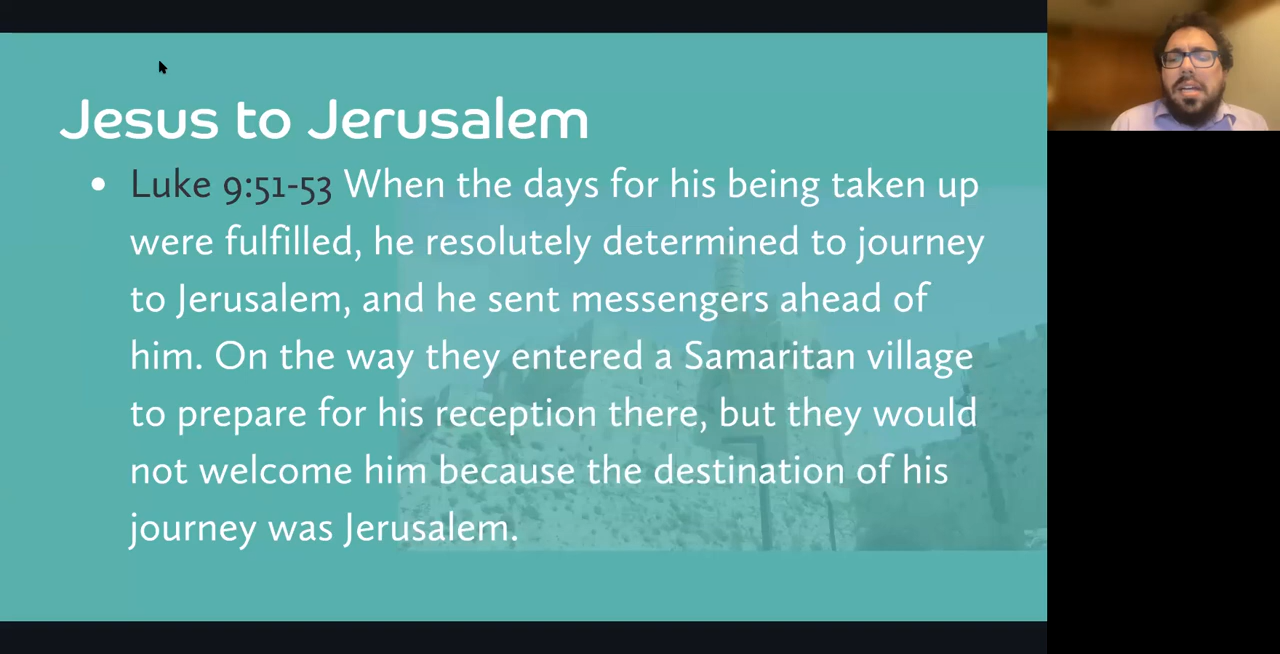 Jesus to Jerusalem
• Luke 9:51-53 When the days for his being taken up
were fulfilled, he resolutely determined to journey
to Jerusalem, and he sent messengers ahead of
him. On the way they entered a Samaritan village
to prepare for his reception there, but they would
not welcome him because the destination of his
journey was Jerusalem.